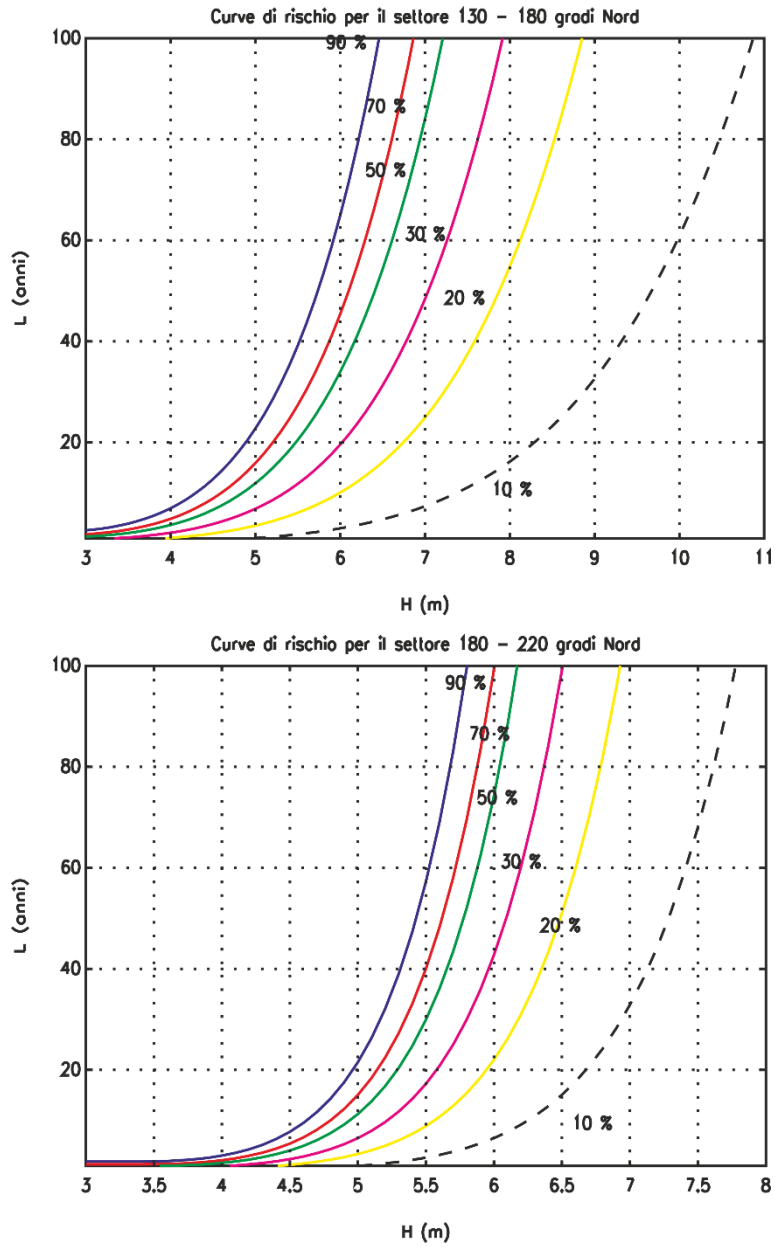 Curve di rischio per il settore 130 - 180 gradi Nord
100
90 %
70 %
80
50 %
60
30 %
L (anni)
20 %
40
20
10 %
3 4 5 6 7 8 9 10 11
H (m)
Curve di rischio per il settore 180 - 220 gradi Nord
100
90 %
70 %
80
50 %
60
30 %
L (anni)
20 %
40
20
10 %
3 3.5 4 4.5 5 5.5 6 6.5 7 7.5 8
H (m)